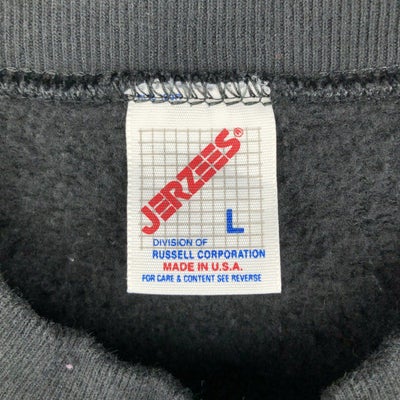 JERZEES®
L
DIVISION OF
RUSSELL CORPORATION
MADE IN U.S.A.
FOR CARE & CONTENT SEE REVERSE